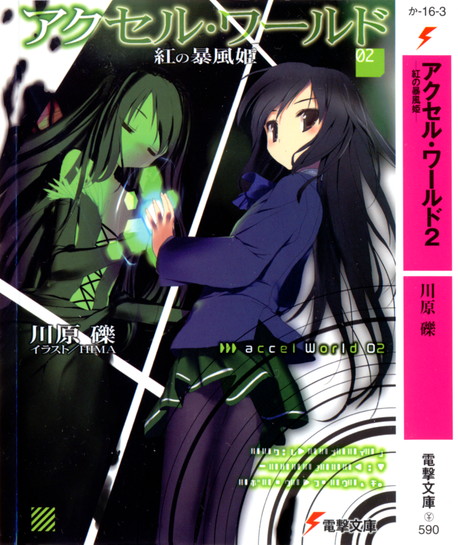 アクセル・ワールド
紅の暴風姫
02
川原 礫
イラスト/HIMA
accel World 02
電撃文庫
か-16-3
アクセル・ワールド2
―紅の暴風姫―
川原 礫
電撃文庫
¥
590